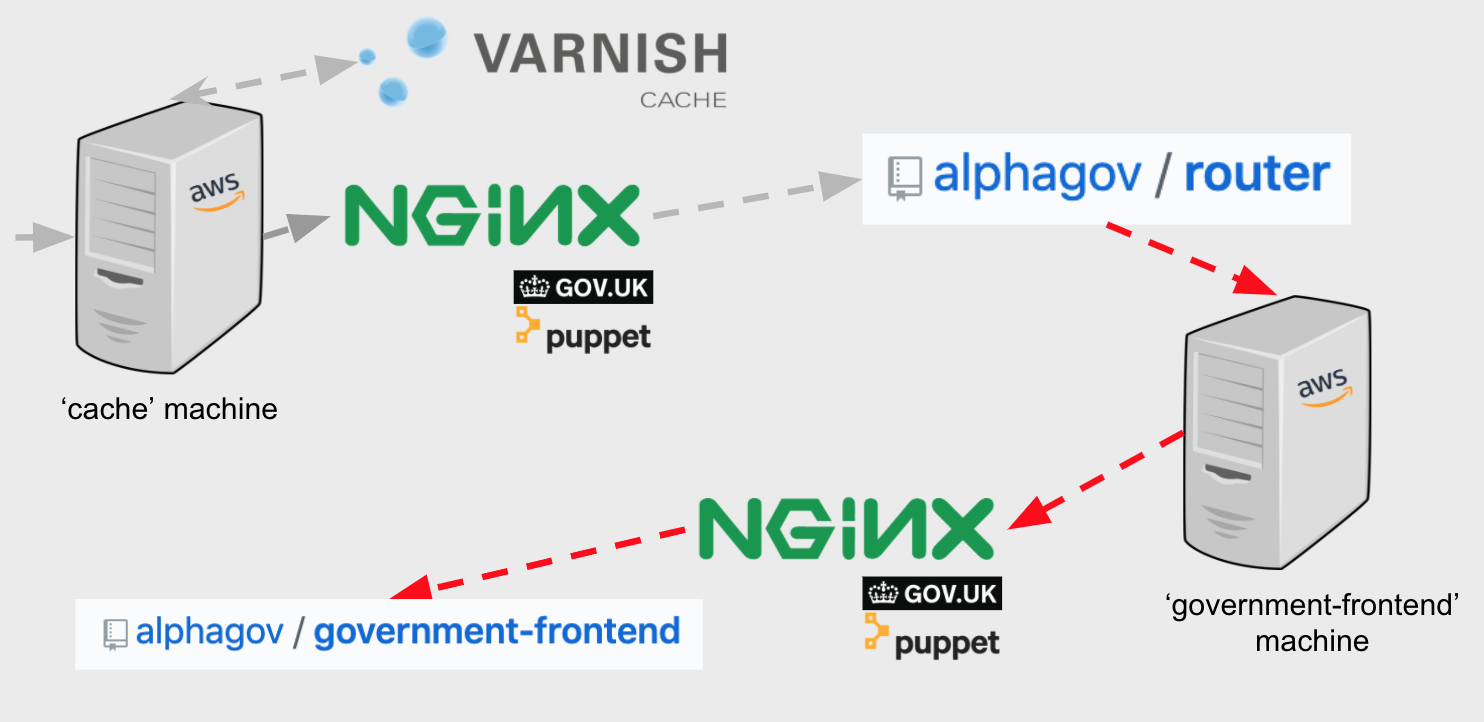 VARNISH
CACHE
aws
NGINX
alphagov / router
GOV.UK
puppet
‘cache’ machine
aws
NGINX
GOV.UK
puppet
alphagov / government-frontend
‘government-frontend’
machine